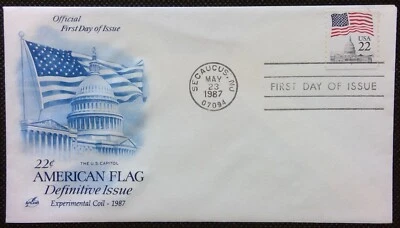 Official
First Day of Issue
USA
22
SECAUCUS, NJ
MAY
23
1987
07094
FIRST DAY OF ISSUE
THE U.S. CAPITOL
22¢
AMERICAN FLAG
Definitive Issue
Experimental Coil - 1987